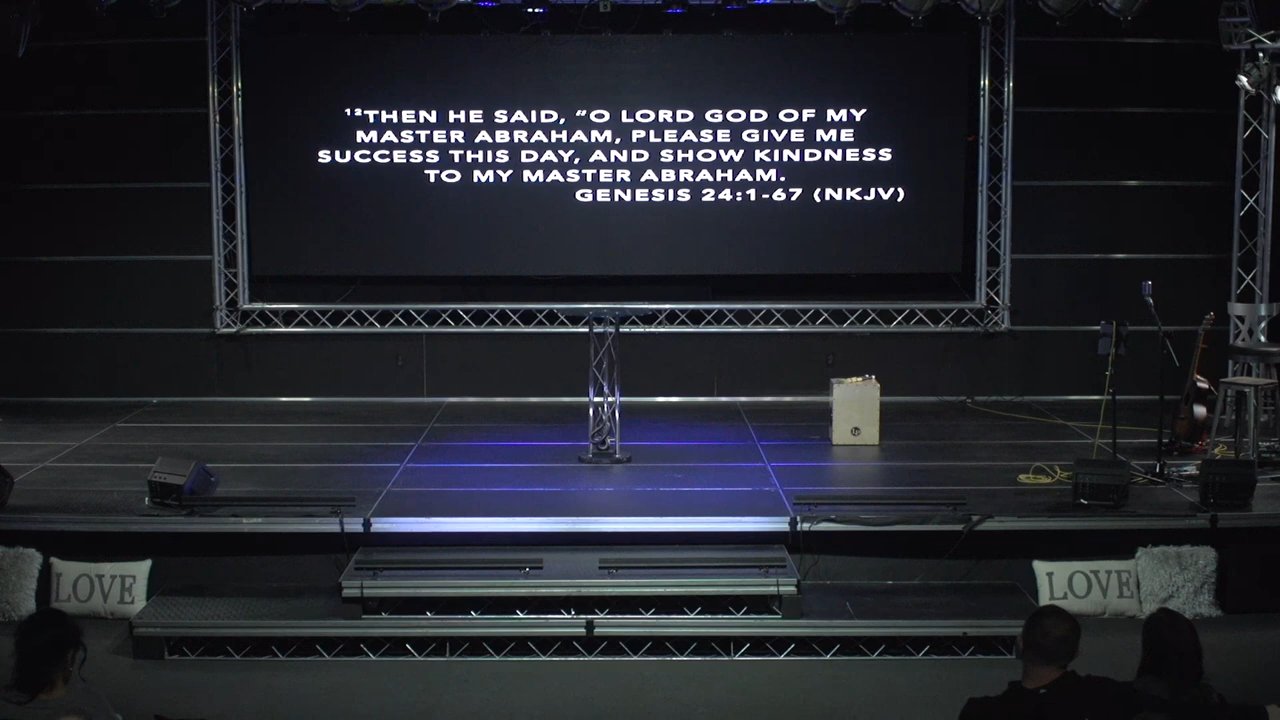 ¹²THEN HE SAID, “O LORD GOD OF MY
MASTER ABRAHAM, PLEASE GIVE ME
SUCCESS THIS DAY, AND SHOW KINDNESS
TO MY MASTER ABRAHAM.
GENESIS 24:1-67 (NKJV)
LOVE
LOVE